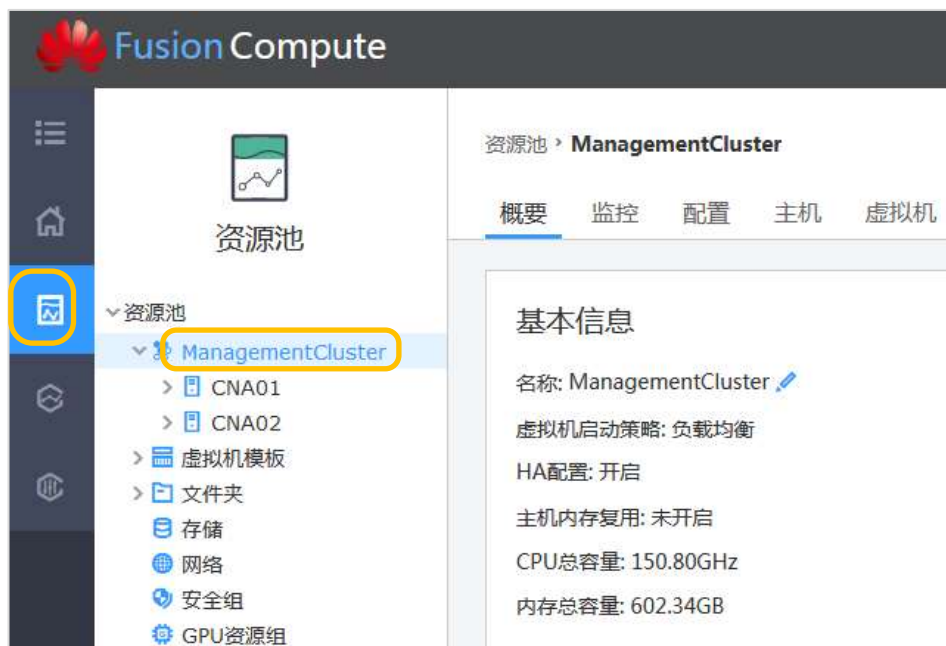 Fusion Compute
资源池
资源池
ManagementCluster
CNA01
CNA02
虚拟机模板
文件夹
存储
网络
安全组
GPU资源组
资源池 › ManagementCluster
概要 监控 配置 主机 虚拟机
基本信息
名称: ManagementCluster
虚拟机启动策略: 负载均衡
HA配置: 开启
主机内存复用: 未开启
CPU总容量: 150.80GHz
内存总容量: 602.34GB